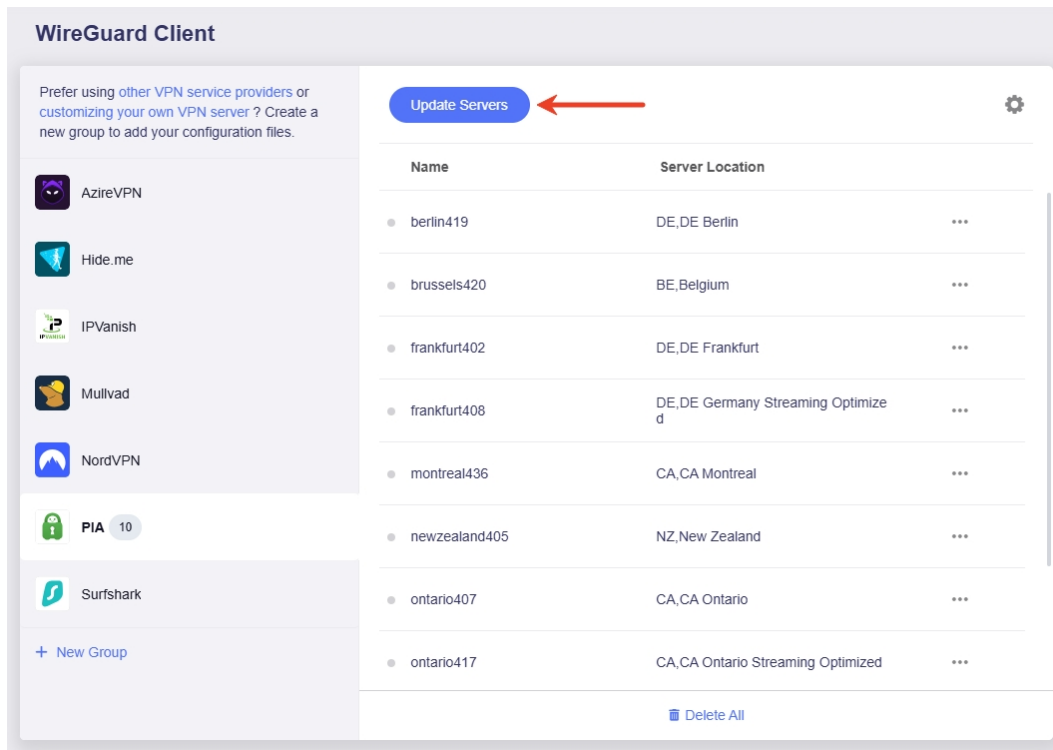 WireGuard Client
Prefer using other VPN service providers or
customizing your own VPN server ? Create a
new group to add your configuration files.
AzireVPN
Hide.me
IPVANISH
IPVanish
Mullvad
NordVPN
PIA 10
Surfshark
+ New Group
Update Servers
Name Server Location
berlin419 DE,DE Berlin
brussels420 BE,Belgium
frankfurt402 DE,DE Frankfurt
frankfurt408 DE,DE Germany Streaming Optimize
d
montreal436 CA,CA Montreal
newzealand405 NZ,New Zealand
ontario407 CA,CA Ontario
ontario417 CA,CA Ontario Streaming Optimized
Delete All